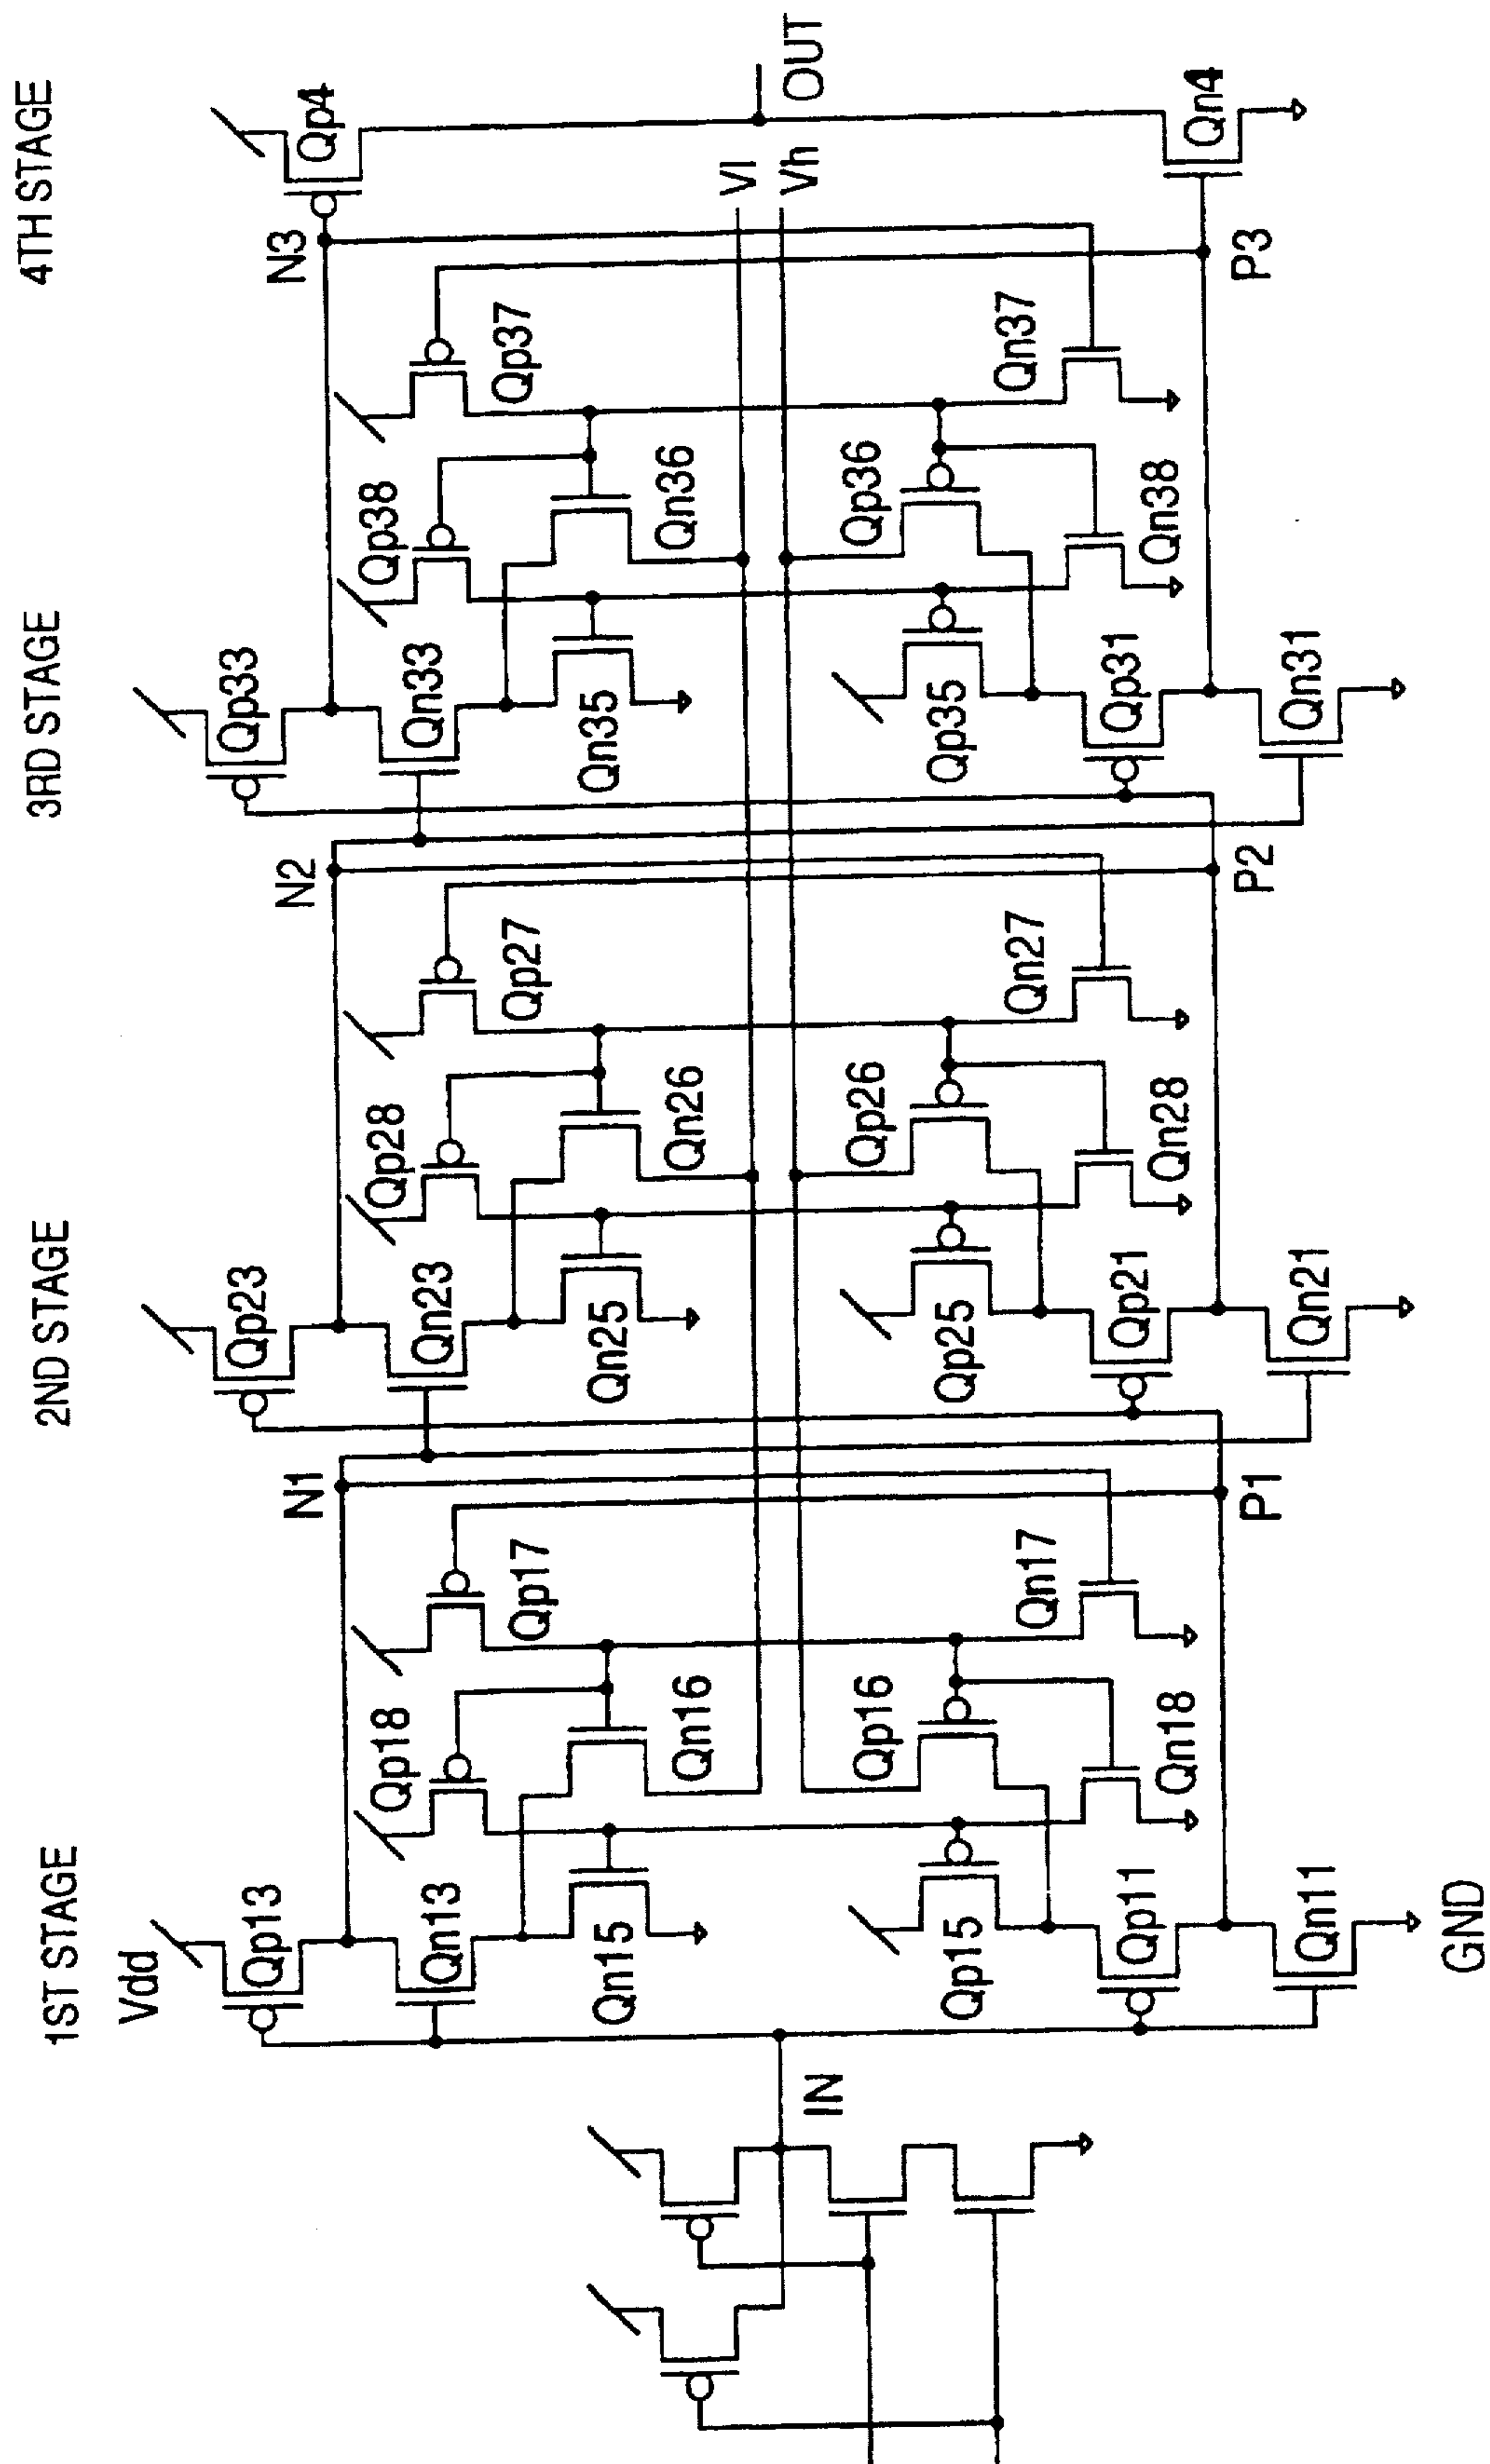 1ST STAGE
2ND STAGE
3RD STAGE
4TH STAGE
Vdd
Qp13
Qn13
Qn15
Qp18
Qp17
Qn16
N1
Qp15
Qp16
Qn17
Qn18
Qp11
Qn11
P1
GND
IN
Qp23
Qn23
Qn25
Qp28
Qp27
Qn26
N2
Qp25
Qp26
Qn27
Qn28
Qp21
Qn21
P2
Qp33
Qn33
Qn35
Qp38
Qp37
Qn36
N3
Qp35
Qp36
Qn37
Qn38
Qp31
Qn31
P3
Vl
Vh
Qp4
OUT
Qn4